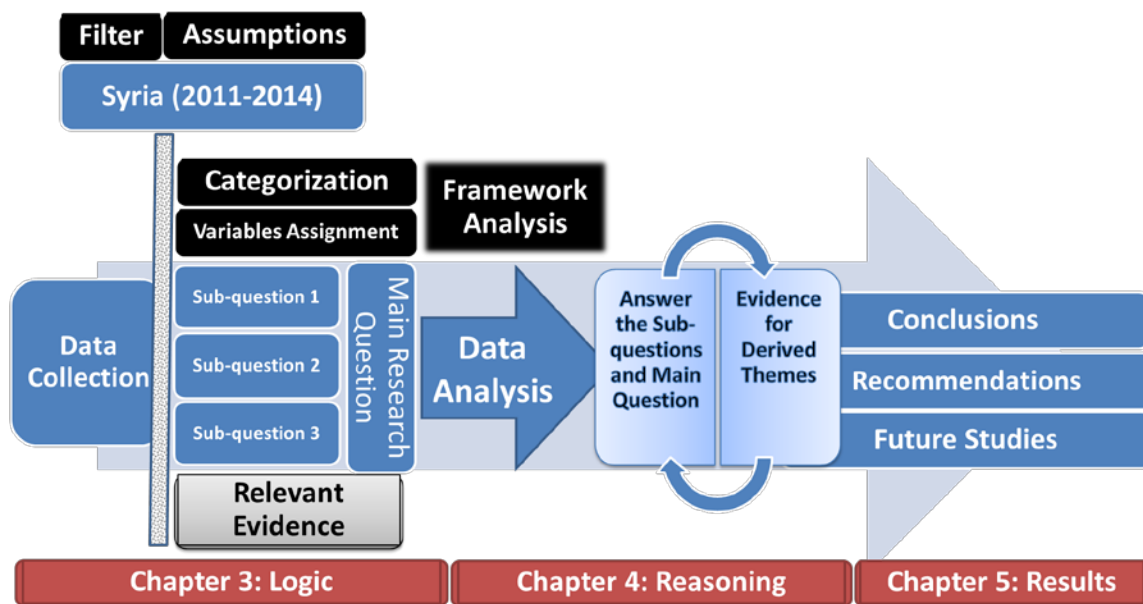 Filter
Assumptions
Syria (2011-2014)
Categorization
Variables Assignment
Framework
Analysis
Data
Collection
Sub-question 1
Sub-question 2
Sub-question 3
Main Research
Question
Relevant
Evidence
Data
Analysis
Answer
the Sub-
questions
and Main
Question
Evidence
for
Derived
Themes
Conclusions
Recommendations
Future Studies
Chapter 3: Logic
Chapter 4: Reasoning
Chapter 5: Results